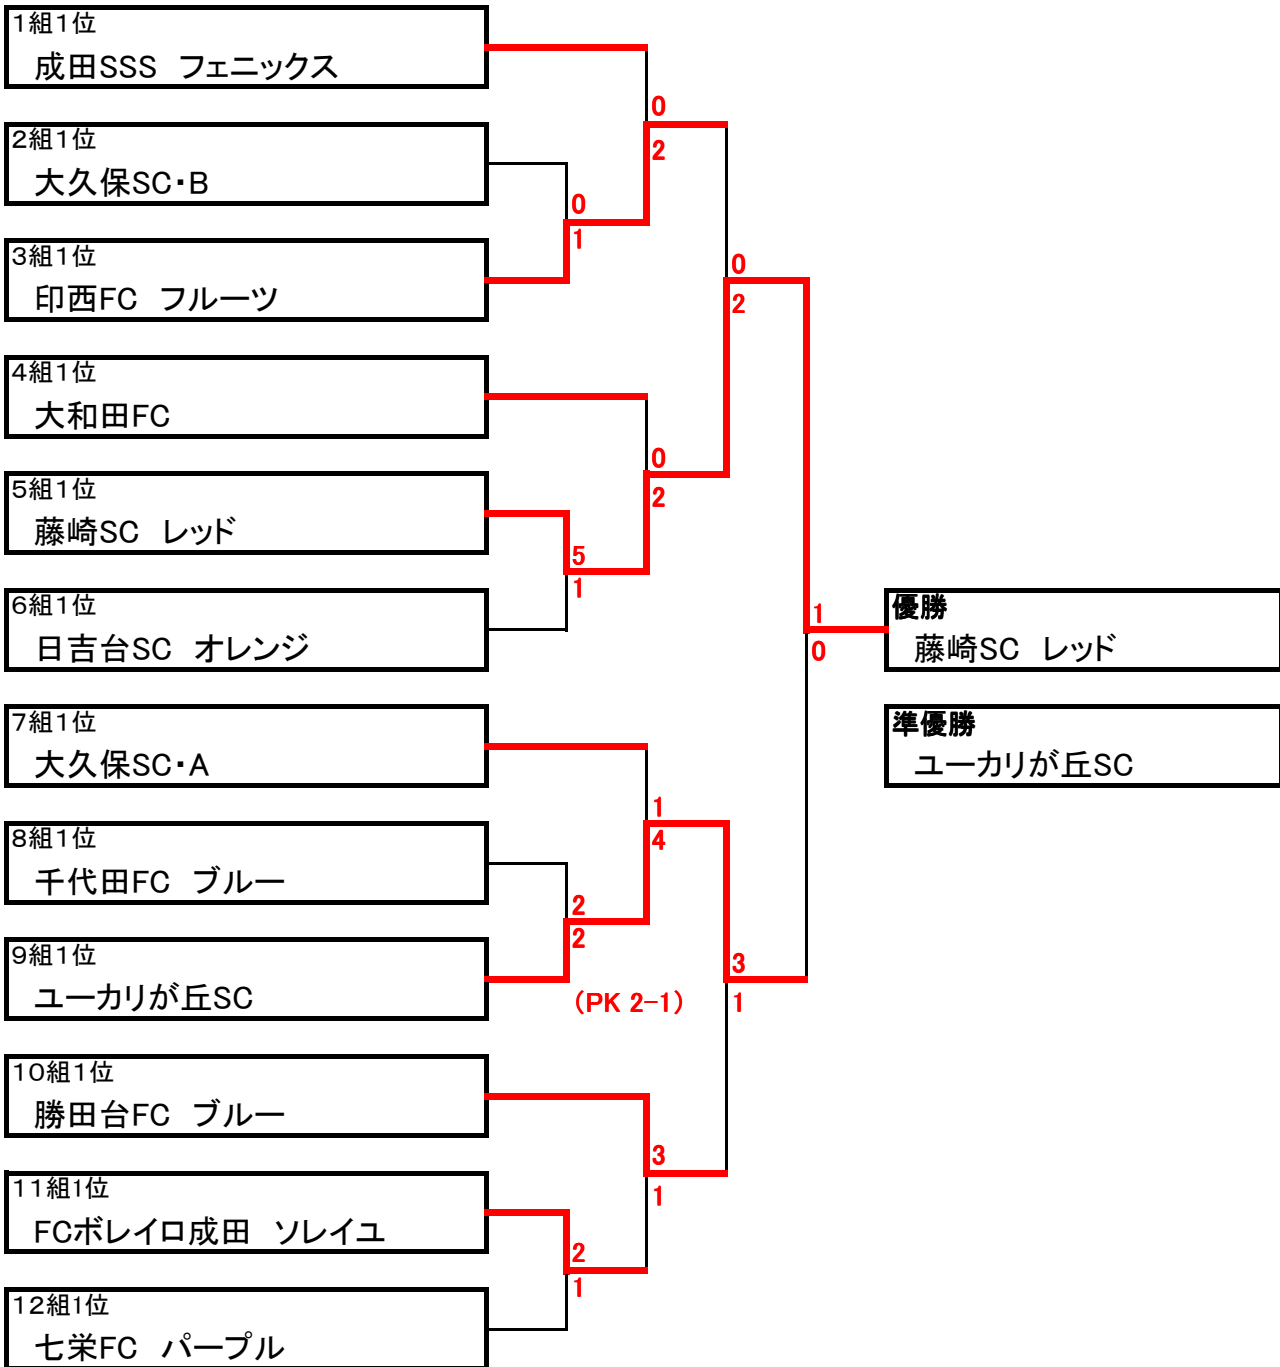 1組1位
成田SSS　フェニックス
2組1位
大久保SC・B
3組1位
印西FC　フルーツ
4組1位
大和田FC
5組1位
藤崎SC　レッド
6組1位
日吉台SC　オレンジ
7組1位
大久保SC・A
8組1位
千代田FC　ブルー
9組1位
ユーカリが丘SC
10組1位
勝田台FC　ブルー
11組1位
FCボレイロ成田　ソレイユ
12組1位
七栄FC　パープル
0
1
5
1
2
2
(PK 2-1)
2
1
0
2
0
2
1
4
3
1
0
2
3
1
1
0
優勝
藤崎SC　レッド
準優勝
ユーカリが丘SC